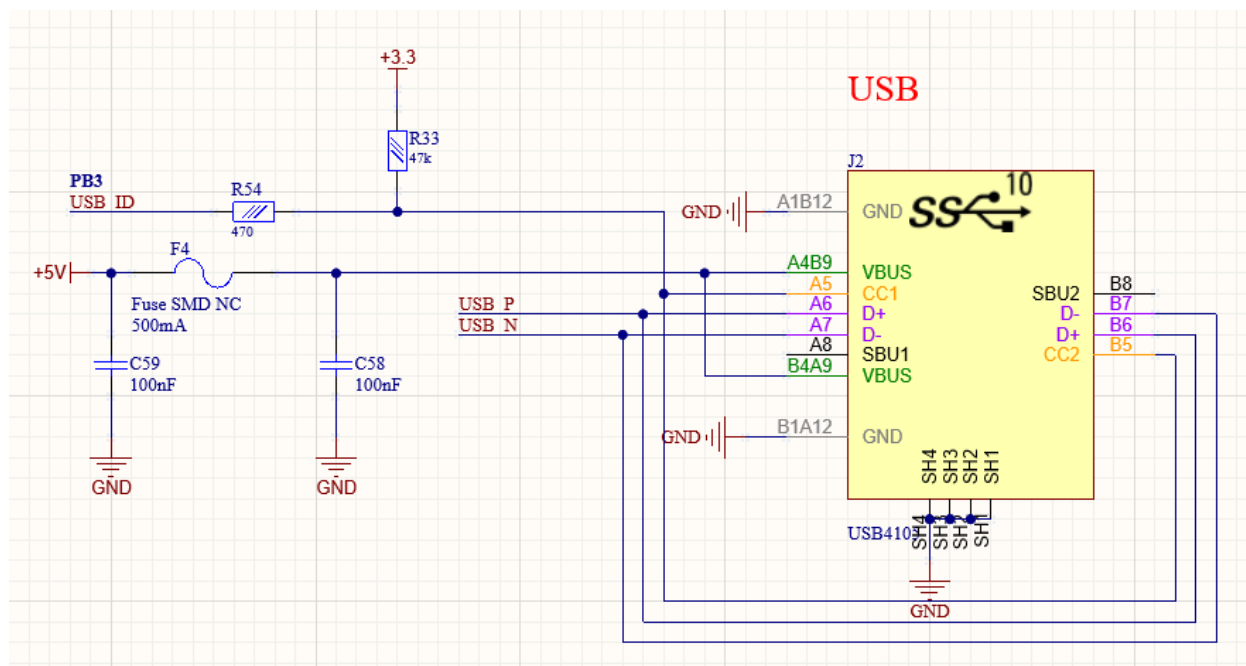 USB
+3.3
R33
47k
PB3
USB_ID
R54
470
F4
+5V
Fuse SMD NC
500mA
C59
100nF
C58
100nF
GND
GND
USB_P
USB_N
J2
SS 10
GND
A1B12
GND
A4B9
VBUS
A5
CC1
A6
D+
A7
D-
A8
SBU1
B4A9
VBUS
GND
B1A12
GND
SBU2
B8
D-
B7
D+
B6
CC2
B5
SH4
SH3
SH2
SH1
SH4
SH3
SH2
SH1
GND